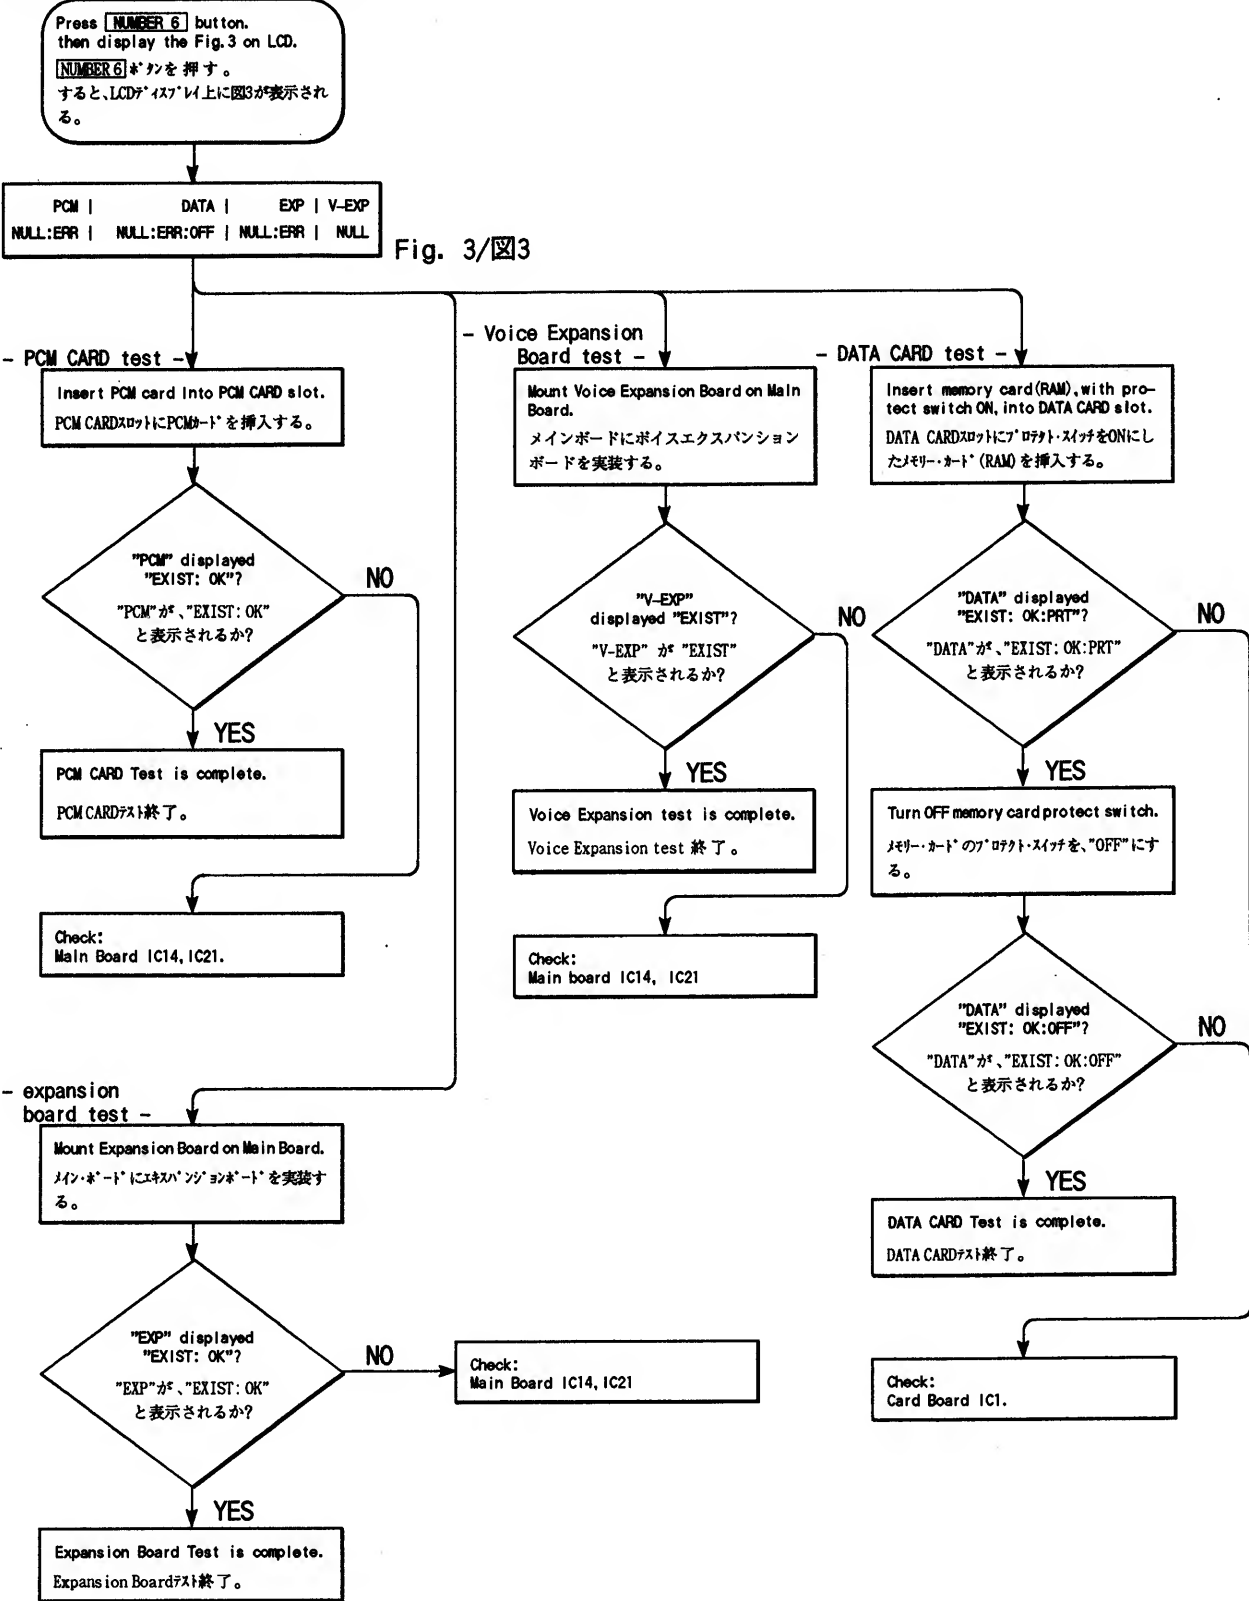 Press NUMBER 6 button.
then display the Fig.3 on LCD.
NUMBER 6 ﾎﾞﾀﾝを押す。
すると、LCDﾃﾞｨｽﾌﾟﾚｲ上に図3が表示され
る。
PCM | DATA | EXP | V-EXP
NULL:ERR | NULL:ERR:OFF | NULL:ERR | NULL
Fig. 3/図3
- PCM CARD test -
Insert PCM card into PCM CARD slot.
PCM CARDｽﾛｯﾄにPCMｶｰﾄﾞを挿入する。
"PCM" displayed
"EXIST: OK"?
"PCM"が、"EXIST: OK"
と表示されるか?
NO
YES
PCM CARD Test is complete.
PCM CARDﾃｽﾄ終了。
Check:
Main Board IC14, IC21.
- expansion
board test -
Mount Expansion Board on Main Board.
ﾒｲﾝ・ﾎﾞｰﾄﾞにｴｷｽﾊﾟﾝｼﾞｮﾝﾎﾞｰﾄﾞを実装す
る。
"EXP" displayed
"EXIST: OK"?
"EXP"が、"EXIST: OK"
と表示されるか?
NO
Check:
Main Board IC14, IC21
YES
Expansion Board Test is complete.
Expansion Boardﾃｽﾄ終了。
- Voice Expansion
Board test -
Mount Voice Expansion Board on Main
Board.
メインボードにボイスエクスパンション
ボードを実装する。
"V-EXP"
displayed "EXIST"?
"V-EXP" が "EXIST"
と表示されるか?
NO
YES
Voice Expansion test is complete.
Voice Expansion test 終了。
Check:
Main board IC14, IC21
- DATA CARD test -
Insert memory card(RAM), with pro-
tect switch ON, into DATA CARD slot.
DATA CARDｽﾛｯﾄにﾌﾟﾛﾃｸﾄ・ｽｲｯﾁをONにし
たﾒﾓﾘｰ・ｶｰﾄﾞ(RAM)を挿入する。
"DATA" displayed
"EXIST: OK:PRT"?
"DATA"が、"EXIST: OK:PRT"
と表示されるか?
NO
YES
Turn OFF memory card protect switch.
ﾒﾓﾘｰ・ｶｰﾄﾞのﾌﾟﾛﾃｸﾄ・ｽｲｯﾁを、"OFF"にす
る。
"DATA" displayed
"EXIST: OK:OFF"?
"DATA"が、"EXIST: OK:OFF"
と表示されるか?
NO
YES
DATA CARD Test is complete.
DATA CARDﾃｽﾄ終了。
Check:
Card Board IC1.